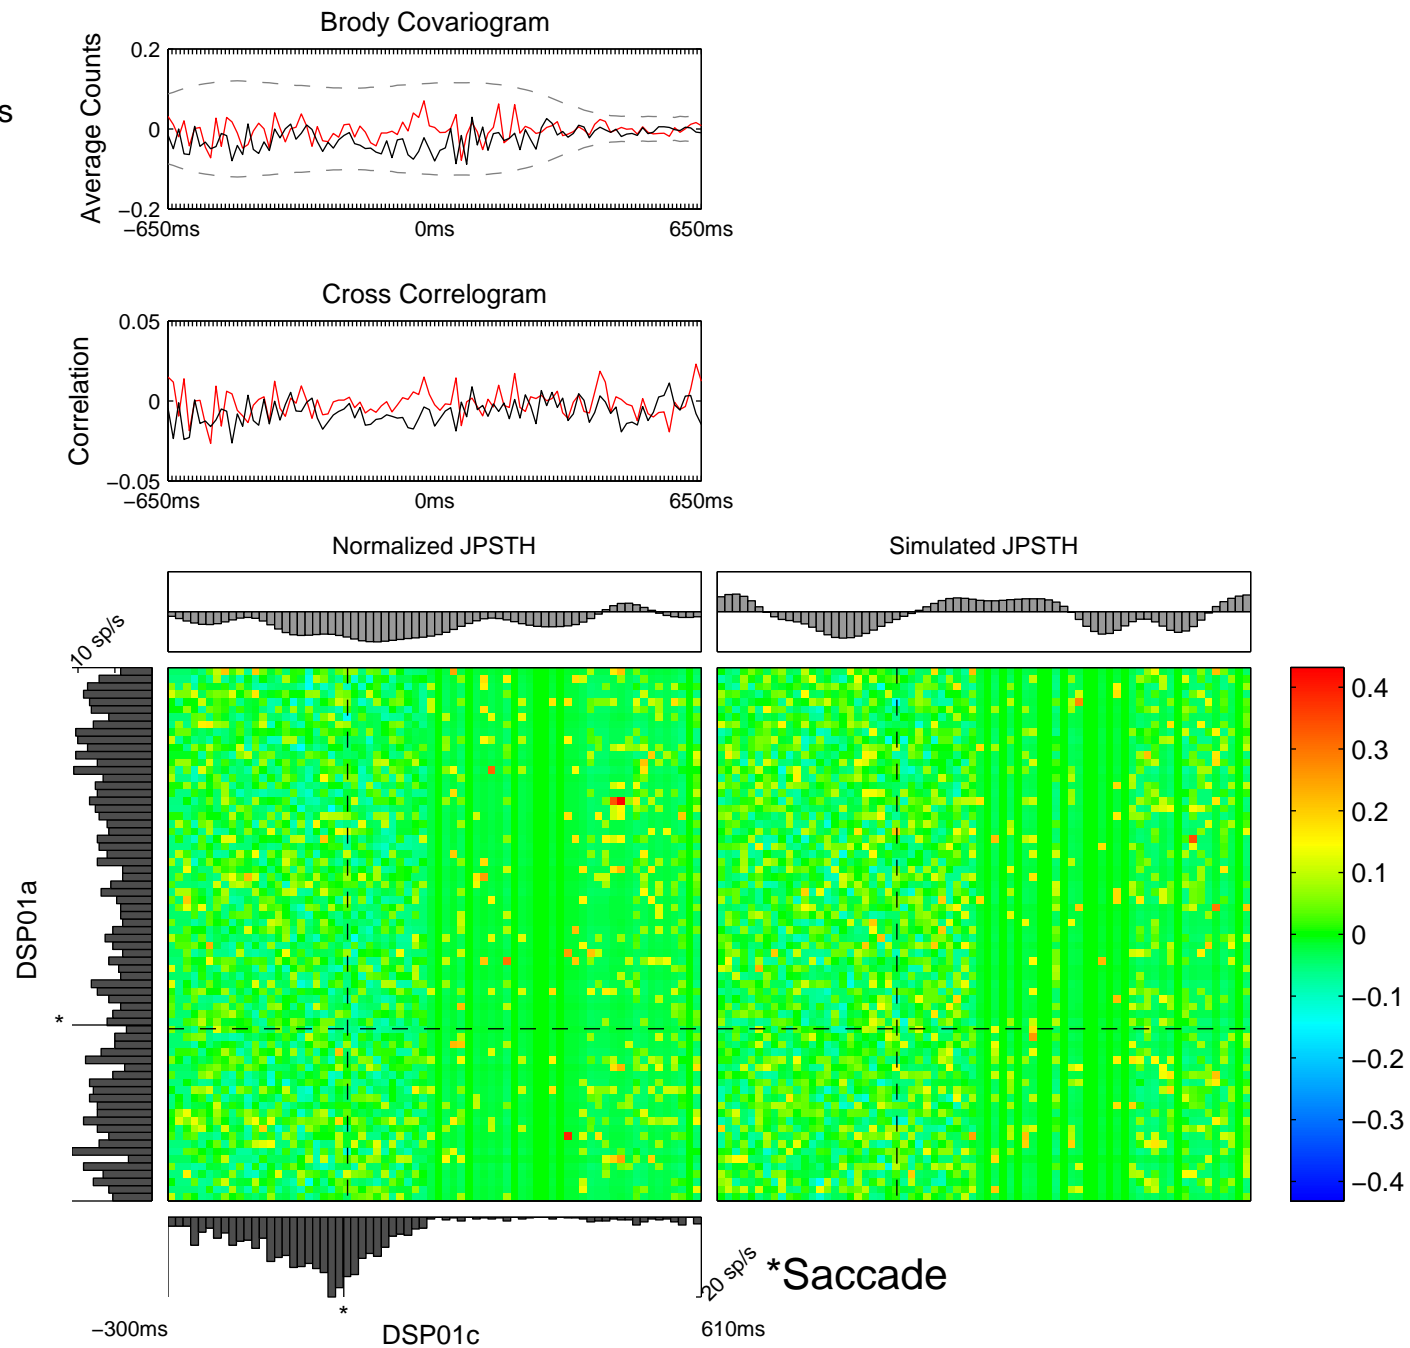 Brody Covariogram
s
Average Counts
0.2
0
−0.2
−650ms
0ms
650ms
Cross Correlogram
Correlation
0.05
0
−0.05
−650ms
0ms
650ms
Normalized JPSTH
Simulated JPSTH
10 sp/s
DSP01a
*
0.4
0.3
0.2
0.1
0
−0.1
−0.2
−0.3
−0.4
20 sp/s
*Saccade
*
−300ms
DSP01c
610ms